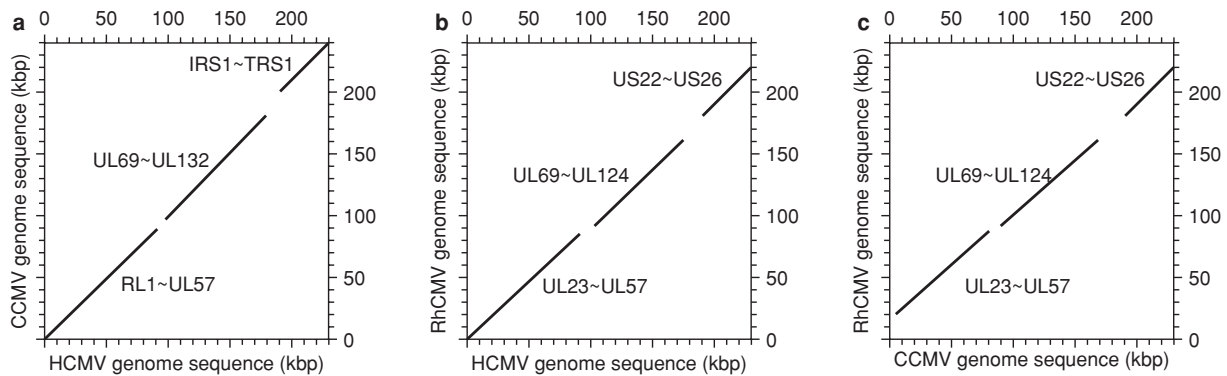 a
0 50 100 150 200
IRS1~TRS1
UL69~UL132
RL1~UL57
200
150
100
50
0
CCMV genome sequence (kbp)
HCMV genome sequence (kbp)
b
0 50 100 150 200
US22~US26
UL69~UL124
UL23~UL57
200
150
100
50
0
RhCMV genome sequence (kbp)
HCMV genome sequence (kbp)
c
0 50 100 150 200
US22~US26
UL69~UL124
UL23~UL57
200
150
100
50
0
RhCMV genome sequence (kbp)
CCMV genome sequence (kbp)